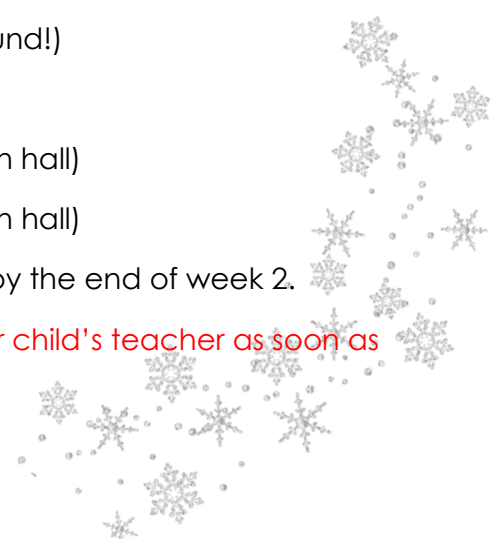 und!)
n hall)
n hall)
by the end of week 2.
r child's teacher as soon as